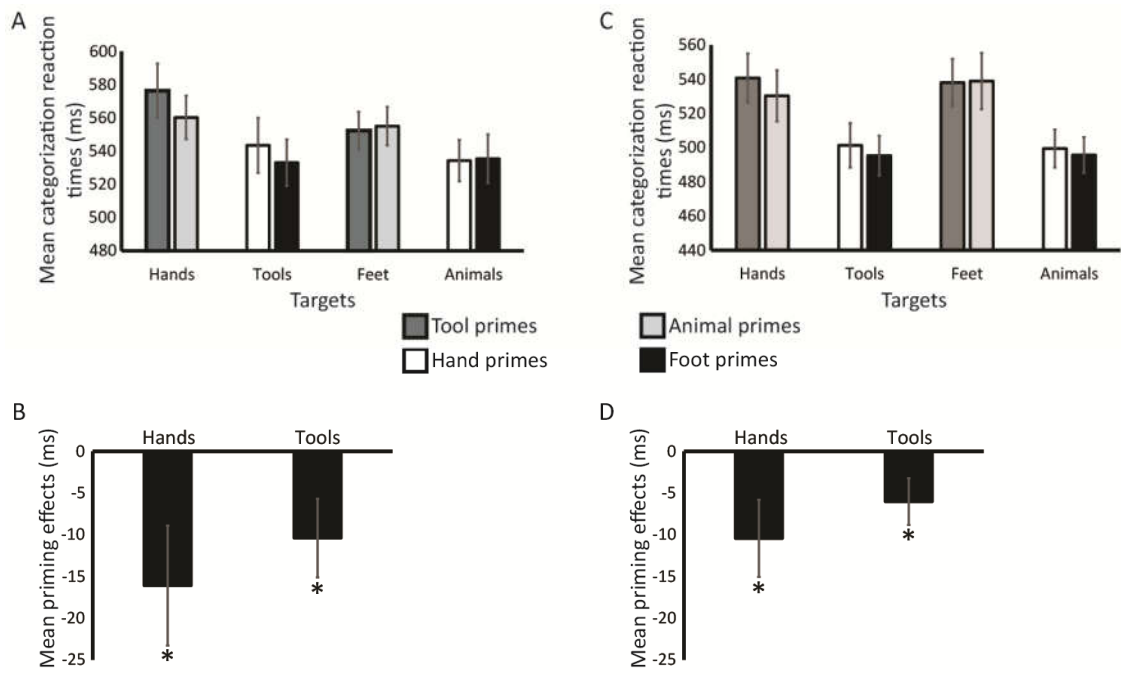 A
Mean categorization reaction
times (ms)
600
580
560
540
520
500
480
Hands Tools Feet Animals
Targets
C
Mean categorization reaction
times (ms)
560
540
520
500
480
460
440
Hands Tools Feet Animals
Targets
Tool primes
Animal primes
Hand primes
Foot primes
B
Mean priming effects (ms)
Hands Tools
0
-5
-10
-15
-20
-25
*
*
D
Mean priming effects (ms)
Hands Tools
0
-5
-10
-15
-20
-25
*
*